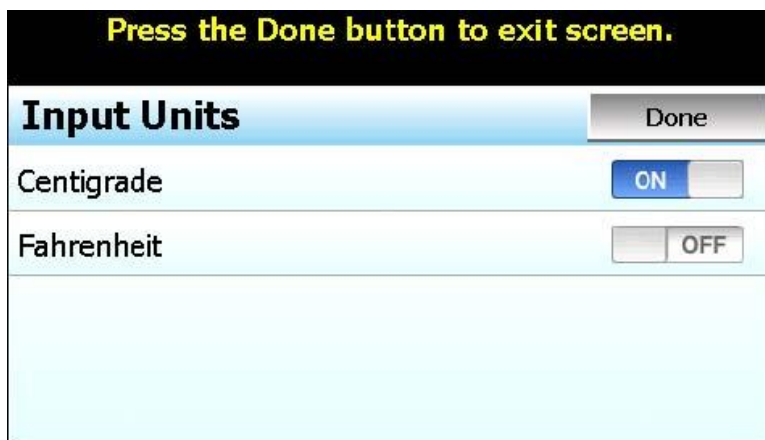 Press the Done button to exit screen.
Input Units
Done
Centigrade
ON
Fahrenheit
OFF